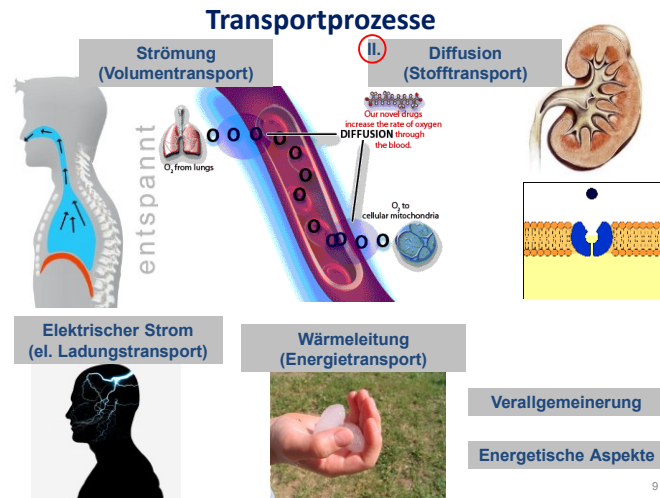 Transportprozesse
Strömung
(Volumentransport)
II.
Diffusion
(Stofftransport)
entspannt
O2 from lungs
Our novel drugs
increase the rate of oxygen
DIFFUSION through
the blood.
O2 to
cellular mitochondria
O O O O O O O O O O O O
Elektrischer Strom
(el. Ladungstransport)
Wärmeleitung
(Energietransport)
Verallgemeinerung
Energetische Aspekte
9